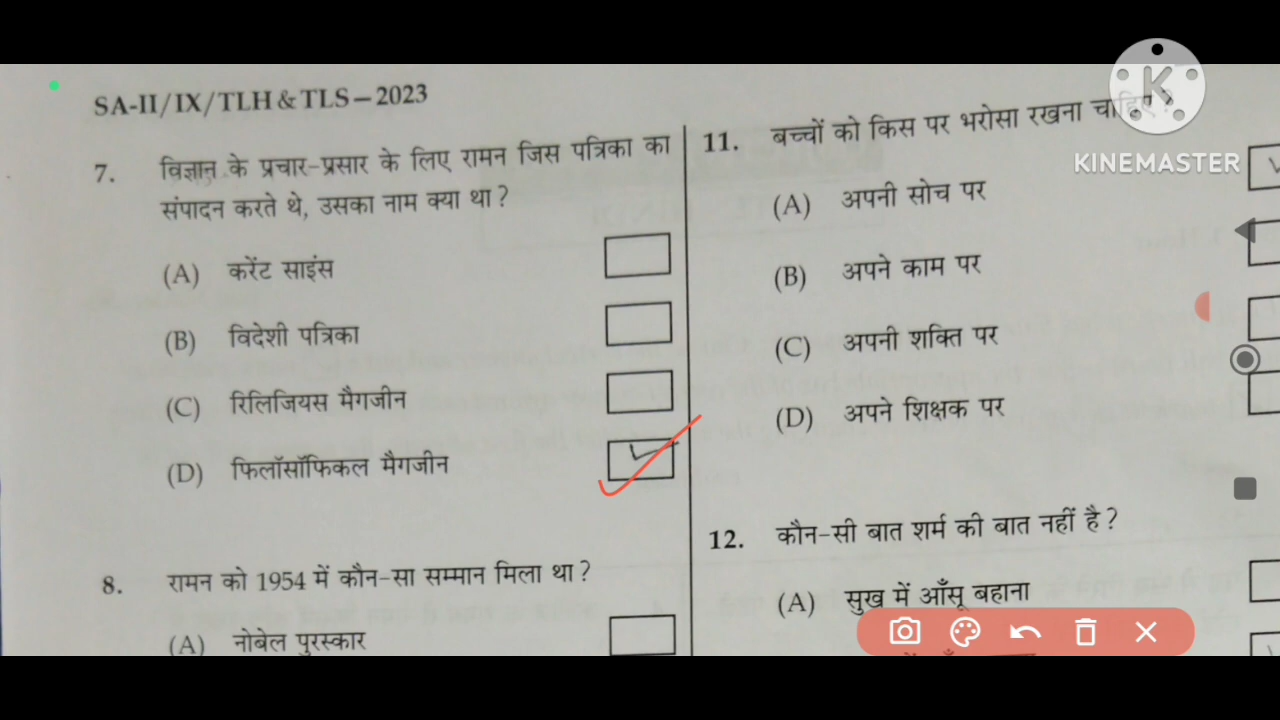 SA-II/IX/TLH & TLS – 2023
7. विज्ञान के प्रचार-प्रसार के लिए रामन जिस पत्रिका का
संपादन करते थे, उसका नाम क्या था ?
(A) करेंट साइंस
(B) विदेशी पत्रिका
(C) रिलिजियस मैगजीन
(D) फिलॉसॉफिकल मैगजीन
8. रामन को 1954 में कौन-सा सम्मान मिला था ?
(A) नोबेल पुरस्कार
11. बच्चों को किस पर भरोसा रखना चाहिए ?
(A) अपनी सोच पर
(B) अपने काम पर
(C) अपनी शक्ति पर
(D) अपने शिक्षक पर
12. कौन-सी बात शर्म की बात नहीं है ?
(A) सुख में आँसू बहाना
KINEMASTER